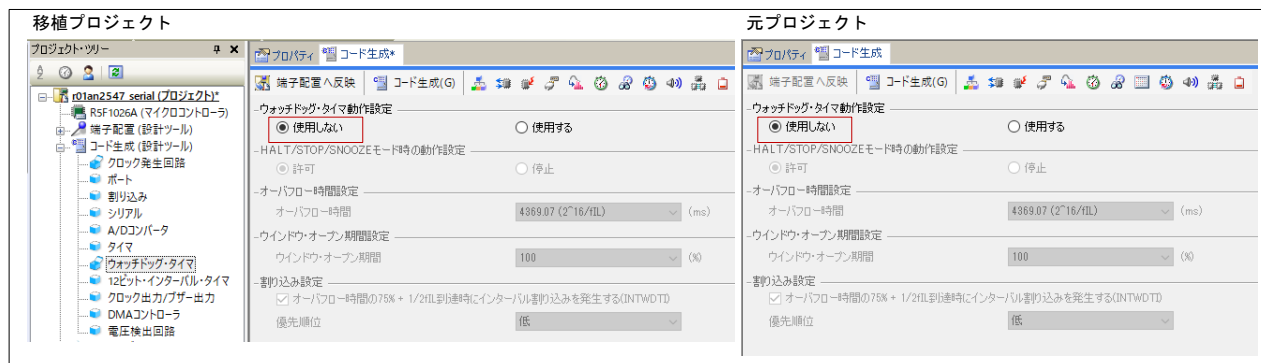 移植プロジェクト
プロジェクト・ツリー
r01an2547_serial (プロジェクト)*
R5F1026A (マイクロコントローラ)
端子配置 (設計ツール)
コード生成 (設計ツール)
クロック発生回路
ポート
割り込み
シリアル
A/Dコンバータ
タイマ
ウォッチドッグ・タイマ
12ビット・インターバル・タイマ
クロック出力/ブザー出力
DMAコントローラ
電圧検出回路
プロパティ コード生成*
端子配置へ反映 コード生成(G)
ウォッチドッグ・タイマ動作設定
使用しない 使用する
HALT/STOP/SNOOZEモード時の動作設定
許可 停止
オーバフロー時間設定
オーバフロー時間 4369.07 (2^16/fIL) (ms)
ウインドウ・オープン期間設定
ウインドウ・オープン期間 100 (%)
割り込み設定
オーバフロー時間の75% + 1/2fIL到達時にインターバル割り込みを発生する(INTWDTI)
優先順位 低
元プロジェクト
プロパティ コード生成
端子配置へ反映 コード生成(G)
ウォッチドッグ・タイマ動作設定
使用しない 使用する
HALT/STOP/SNOOZEモード時の動作設定
許可 停止
オーバフロー時間設定
オーバフロー時間 4369.07 (2^16/fIL) (ms)
ウインドウ・オープン期間設定
ウインドウ・オープン期間 100 (%)
割り込み設定
オーバフロー時間の75% + 1/2fIL到達時にインターバル割り込みを発生する(INTWDTI)
優先順位 低